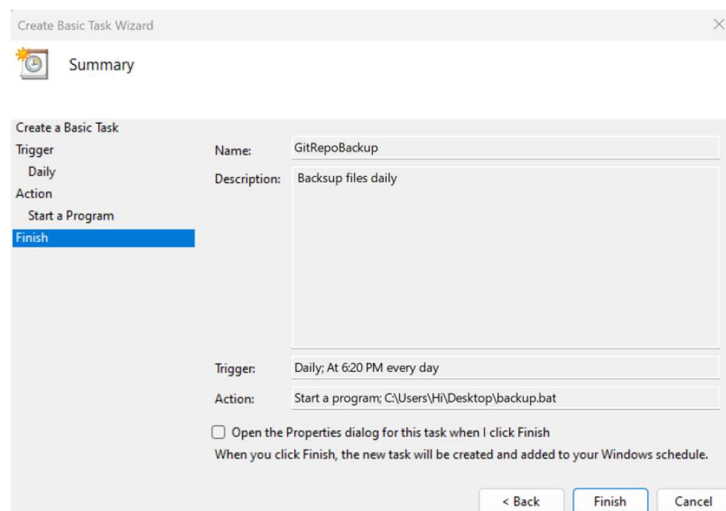 Create Basic Task Wizard
Summary
Create a Basic Task
Trigger
Daily
Action
Start a Program
Finish
Name: GitRepoBackup
Description: Backsup files daily
Trigger: Daily; At 6:20 PM every day
Action: Start a program; C:\Users\Hi\Desktop\backup.bat
Open the Properties dialog for this task when I click Finish
When you click Finish, the new task will be created and added to your Windows schedule.
< Back Finish Cancel